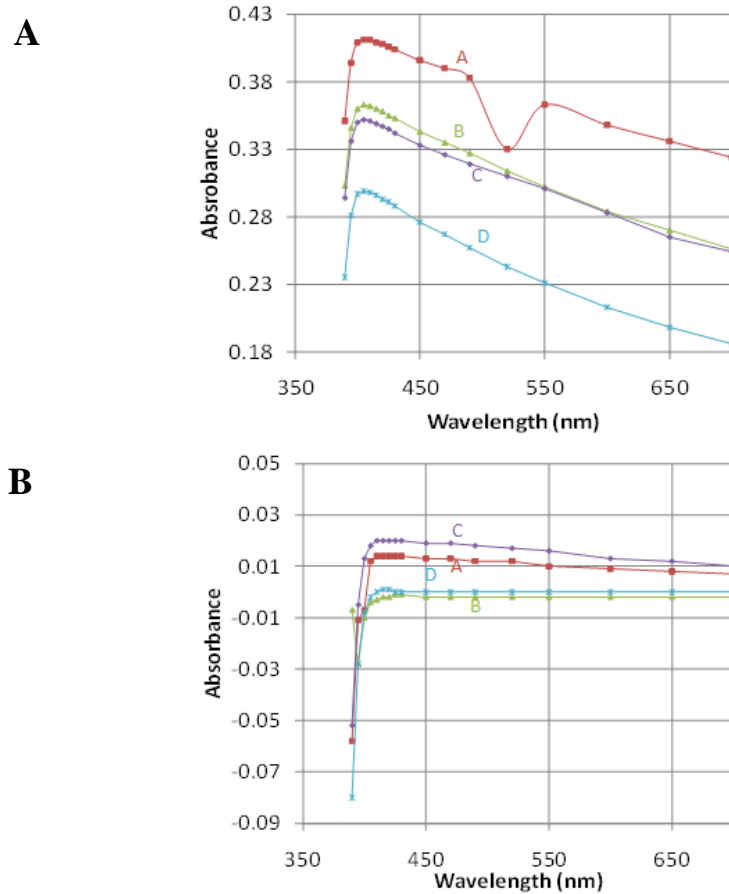 A
0.43
0.38
0.33
0.28
0.23
0.18
Absrobance
A
B
C
D
350 450 550 650
Wavelength (nm)
B
0.05
0.03
0.01
-0.01
-0.03
-0.05
-0.07
-0.09
Absorbance
C
A
D
B
350 450 550 650
Wavelength (nm)